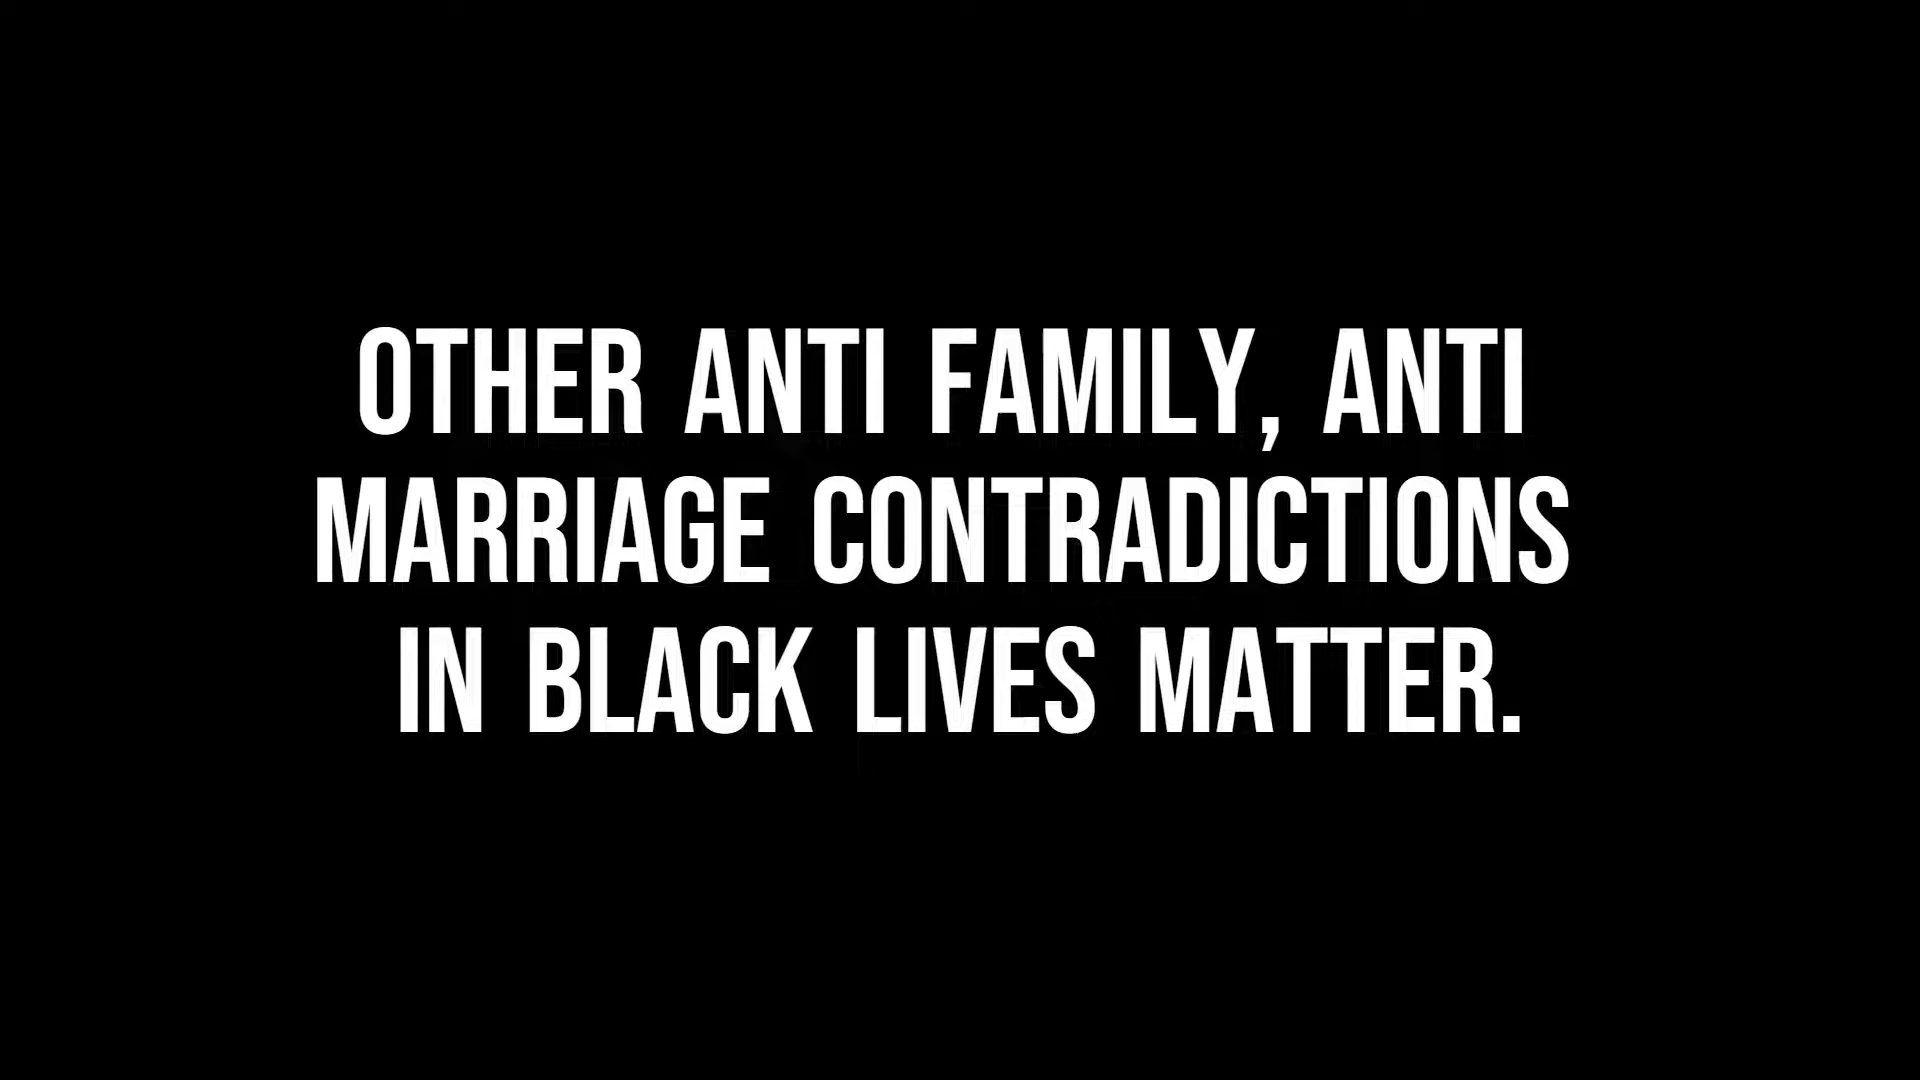 OTHER ANTI FAMILY, ANTI
MARRIAGE CONTRADICTIONS
IN BLACK LIVES MATTER.